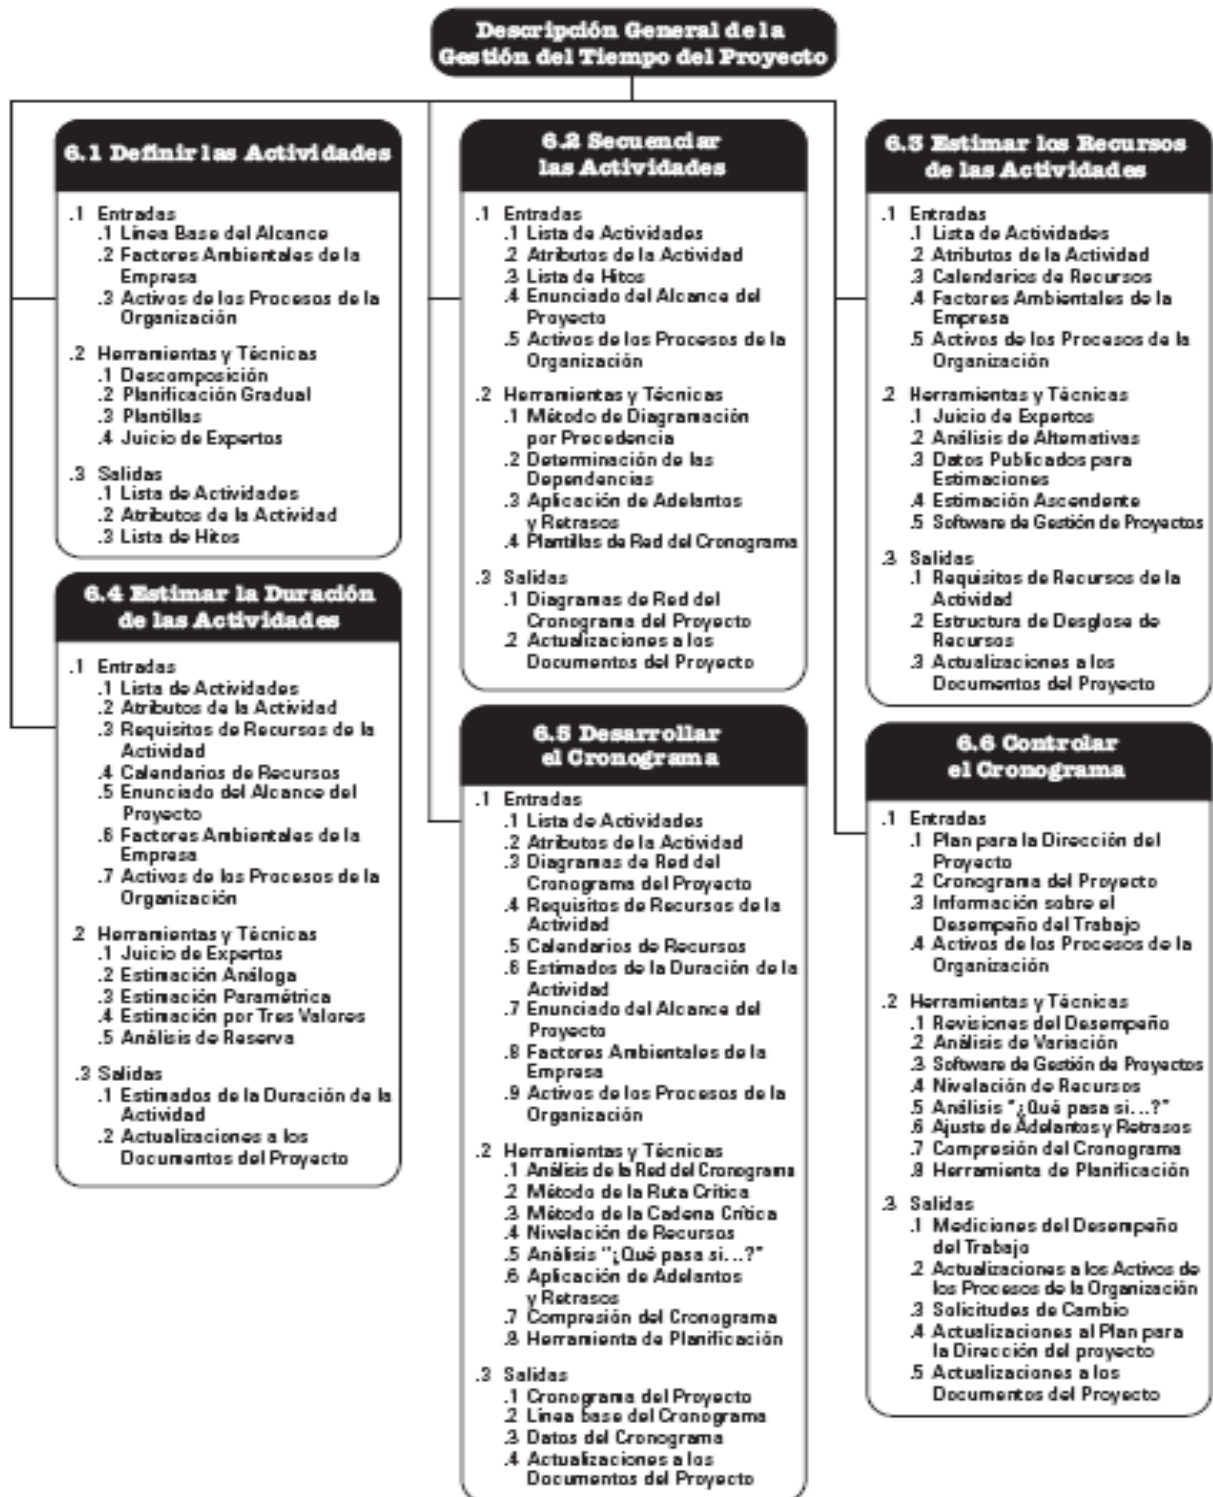 Descripción General de la
Gestión del Tiempo del Proyecto
6.1 Definir las Actividades
.1 Entradas
.1 Línea Base del Alcance
.2 Factores Ambientales de la
Empresa
.3 Activos de los Procesos de la
Organización
.2 Herramientas y Técnicas
.1 Descomposición
.2 Planificación Gradual
.3 Plantillas
.4 Juicio de Expertos
.3 Salidas
.1 Lista de Actividades
.2 Atributos de la Actividad
.3 Lista de Hitos
6.2 Secuenciar
las Actividades
.1 Entradas
.1 Lista de Actividades
.2 Atributos de la Actividad
.3 Lista de Hitos
.4 Enunciado del Alcance del
Proyecto
.5 Activos de los Procesos de la
Organización
.2 Herramientas y Técnicas
.1 Método de Diagramación
por Precedencia
.2 Determinación de las
Dependencias
.3 Aplicación de Adelantos
y Retrasos
.4 Plantillas de Red del Cronograma
.3 Salidas
.1 Diagramas de Red del
Cronograma del Proyecto
.2 Actualizaciones a los
Documentos del Proyecto
6.3 Estimar los Recursos
de las Actividades
.1 Entradas
.1 Lista de Actividades
.2 Atributos de la Actividad
.3 Calendarios de Recursos
.4 Factores Ambientales de la
Empresa
.5 Activos de los Procesos de la
Organización
.2 Herramientas y Técnicas
.1 Juicio de Expertos
.2 Análisis de Alternativas
.3 Datos Publicados para
Estimaciones
.4 Estimación Ascendente
.5 Software de Gestión de Proyectos
.3 Salidas
.1 Requisitos de Recursos de la
Actividad
.2 Estructura de Desglose de
Recursos
.3 Actualizaciones a los
Documentos del Proyecto
6.4 Estimar la Duración
de las Actividades
.1 Entradas
.1 Lista de Actividades
.2 Atributos de la Actividad
.3 Requisitos de Recursos de la
Actividad
.4 Calendarios de Recursos
.5 Enunciado del Alcance del
Proyecto
.6 Factores Ambientales de la
Empresa
.7 Activos de los Procesos de la
Organización
.2 Herramientas y Técnicas
.1 Juicio de Expertos
.2 Estimación Análoga
.3 Estimación Paramétrica
.4 Estimación por Tres Valores
.5 Análisis de Reserva
.3 Salidas
.1 Estimados de la Duración de la
Actividad
.2 Actualizaciones a los
Documentos del Proyecto
6.5 Desarrollar
el Cronograma
.1 Entradas
.1 Lista de Actividades
.2 Atributos de la Actividad
.3 Diagramas de Red del
Cronograma del Proyecto
.4 Requisitos de Recursos de la
Actividad
.5 Calendarios de Recursos
.6 Estimados de la Duración de la
Actividad
.7 Enunciado del Alcance del
Proyecto
.8 Factores Ambientales de la
Empresa
.9 Activos de los Procesos de la
Organización
.2 Herramientas y Técnicas
.1 Análisis de la Red del Cronograma
.2 Método de la Ruta Crítica
.3 Método de la Cadena Crítica
.4 Nivelación de Recursos
.5 Análisis "¿Qué pasa si...?"
.6 Aplicación de Adelantos
y Retrasos
.7 Compresión del Cronograma
.8 Herramienta de Planificación
.3 Salidas
.1 Cronograma del Proyecto
.2 Línea base del Cronograma
.3 Datos del Cronograma
.4 Actualizaciones a los
Documentos del Proyecto
6.6 Controlar
el Cronograma
.1 Entradas
.1 Plan para la Dirección del
Proyecto
.2 Cronograma del Proyecto
.3 Información sobre el
Desempeño del Trabajo
.4 Activos de los Procesos de la
Organización
.2 Herramientas y Técnicas
.1 Revisiones del Desempeño
.2 Análisis de Variación
.3 Software de Gestión de Proyectos
.4 Nivelación de Recursos
.5 Análisis "¿Qué pasa si...?"
.6 Ajuste de Adelantos y Retrasos
.7 Compresión del Cronograma
.8 Herramienta de Planificación
.3 Salidas
.1 Mediciones del Desempeño
del Trabajo
.2 Actualizaciones a los Activos de
los Procesos de la Organización
.3 Solicitudes de Cambio
.4 Actualizaciones al Plan para
la Dirección del proyecto
.5 Actualizaciones a los
Documentos del Proyecto